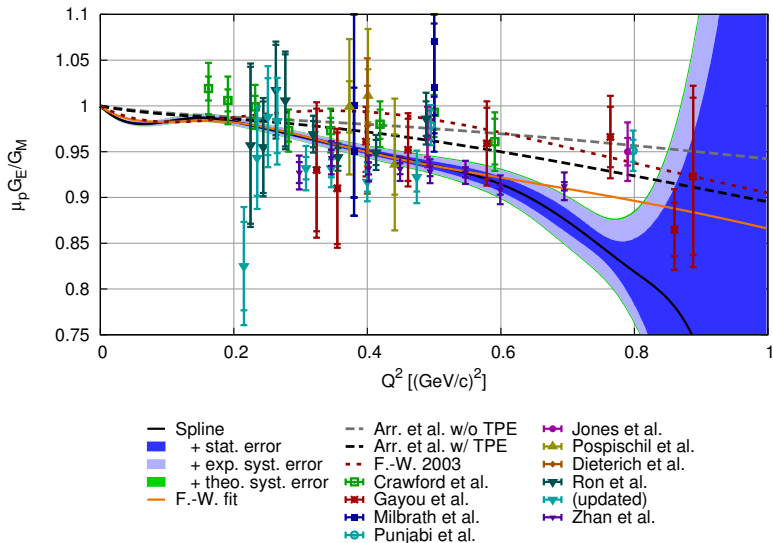 1.1
1.05
1
0.95
0.9
0.85
0.8
0.75
μpGE/GM
0 0.2 0.4 0.6 0.8 1
Q² [(GeV/c)²]
Spline
+ stat. error
+ exp. syst. error
+ theo. syst. error
F.-W. fit
Arr. et al. w/o TPE
Arr. et al. w/ TPE
F.-W. 2003
Crawford et al.
Gayou et al.
Milbrath et al.
Punjabi et al.
Jones et al.
Pospischil et al.
Dieterich et al.
Ron et al.
(updated)
Zhan et al.